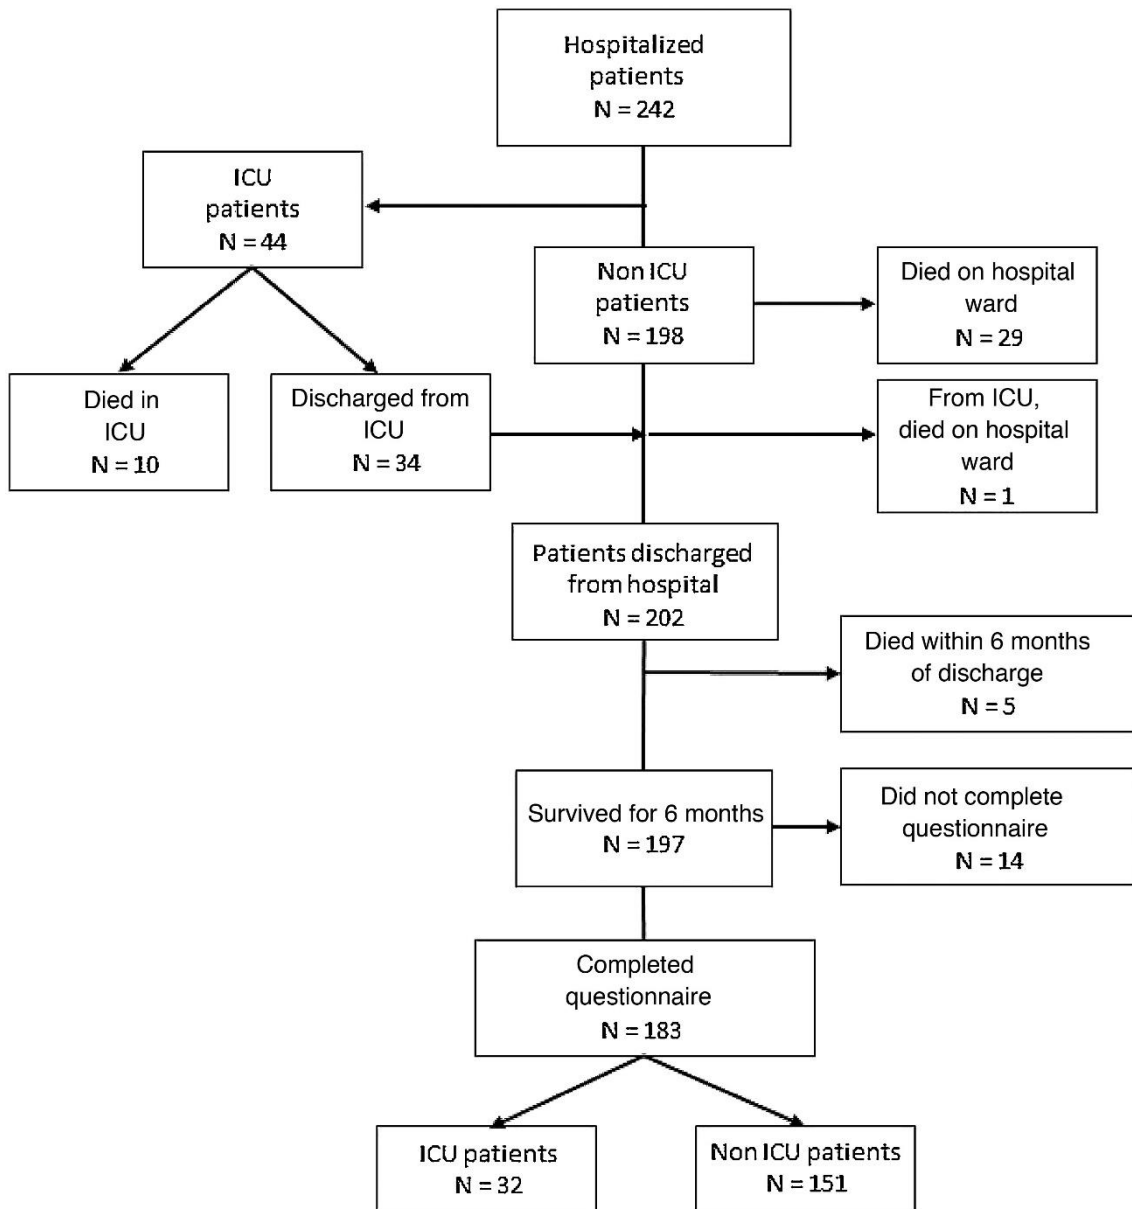 Hospitalized
patients
N = 242
ICU
patients
N = 44
Non ICU
patients
N = 198
Died on hospital
ward
N = 29
Died in
ICU
N = 10
Discharged from
ICU
N = 34
From ICU,
died on hospital
ward
N = 1
Patients discharged
from hospital
N = 202
Died within 6 months
of discharge
N = 5
Survived for 6 months
N = 197
Did not complete
questionnaire
N = 14
Completed
questionnaire
N = 183
ICU patients
N = 32
Non ICU patients
N = 151